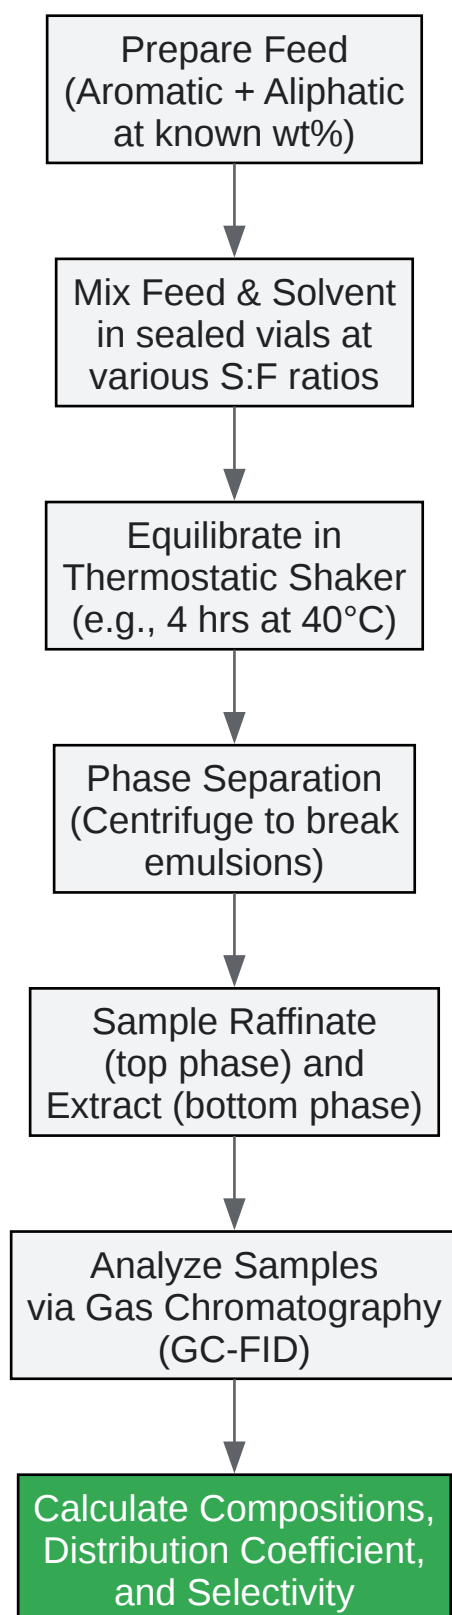 Prepare Feed
(Aromatic + Aliphatic
at known wt%)
Mix Feed & Solvent
in sealed vials at
various S:F ratios
Equilibrate in
Thermostatic Shaker
(e.g., 4 hrs at 40°C)
Phase Separation
(Centrifuge to break
emulsions)
Sample Raffinate
(top phase) and
Extract (bottom phase)
Analyze Samples
via Gas Chromatography
(GC-FID)
Calculate Compositions,
Distribution Coefficient,
and Selectivity